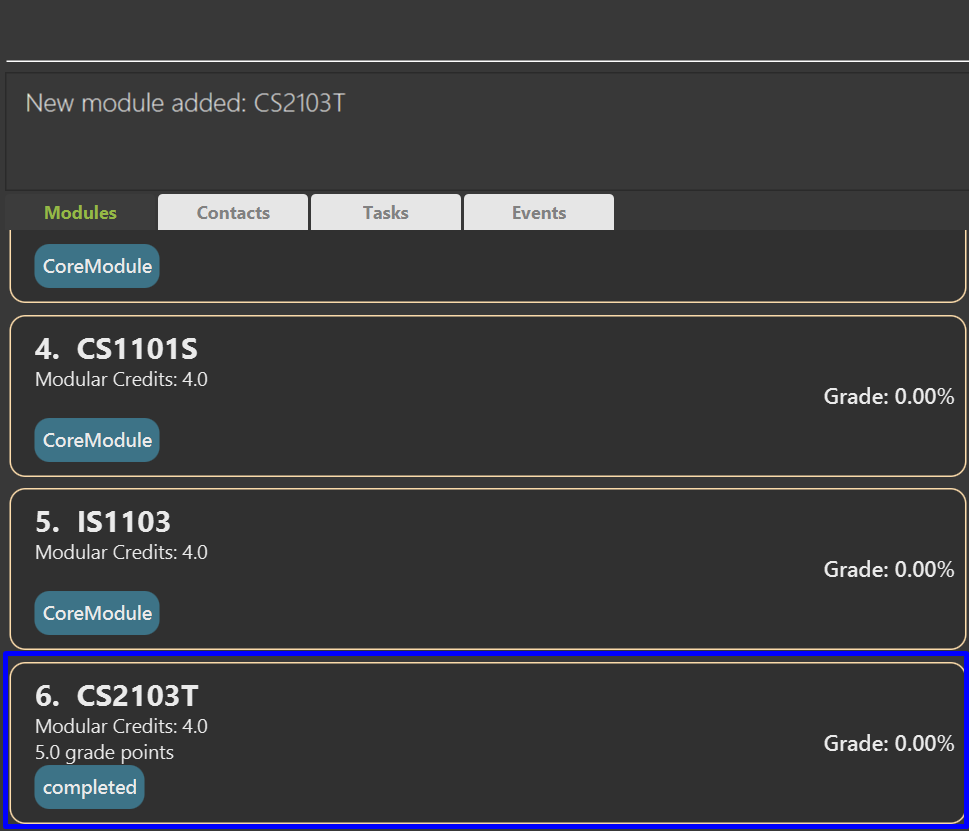 New module added: CS2103T
Modules Contacts Tasks Events
CoreModule
4. CS1101S
Modular Credits: 4.0
Grade: 0.00%
CoreModule
5. IS1103
Modular Credits: 4.0
Grade: 0.00%
CoreModule
6. CS2103T
Modular Credits: 4.0
Grade: 0.00%
5.0 grade points
completed